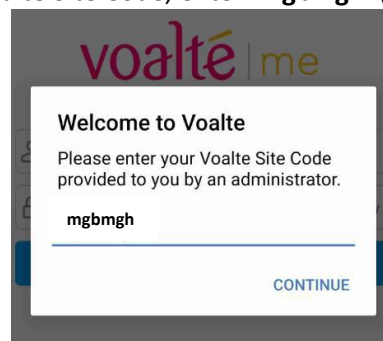 voalté me
Welcome to Voalte
Please enter your Voalte Site Code
provided to you by an administrator.
mgbmgh
CONTINUE